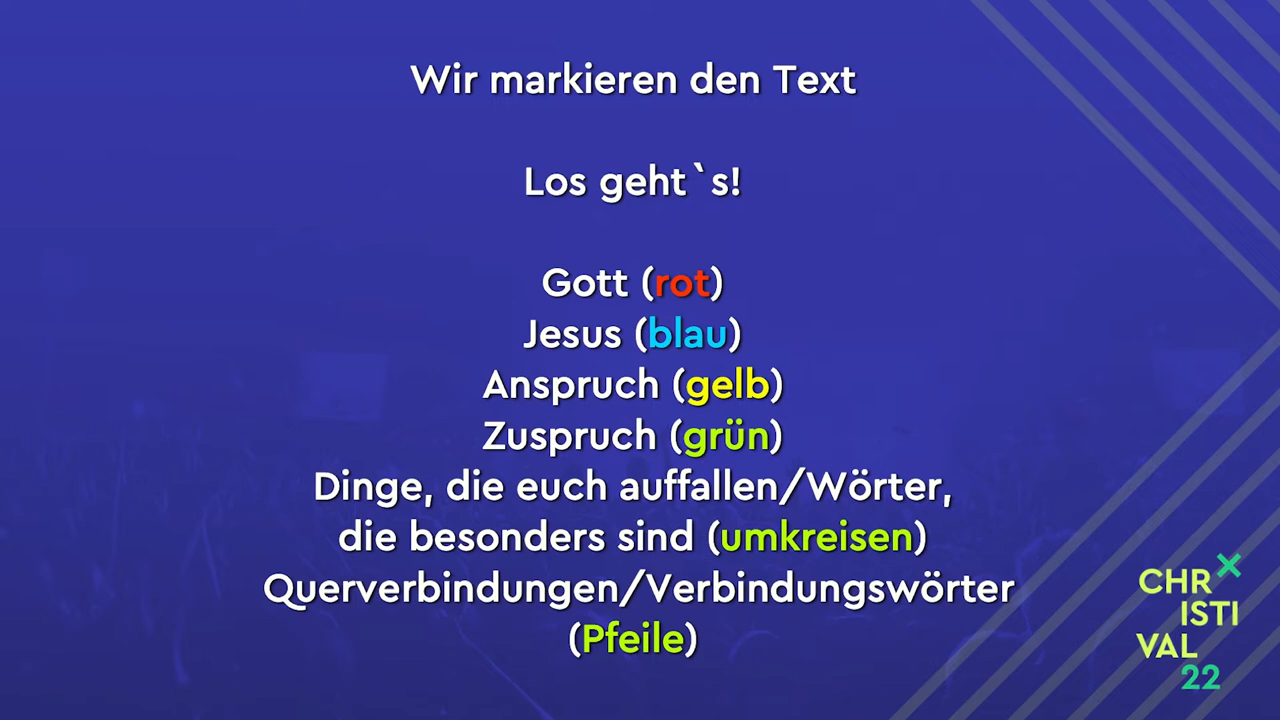 Wir markieren den Text
Los geht`s!
Gott (rot)
Jesus (blau)
Anspruch (gelb)
Zuspruch (grün)
Dinge, die euch auffallen/Wörter,
die besonders sind (umkreisen)
Querverbindungen/Verbindungswörter
(Pfeile)
CHR
ISTI
VAL
22